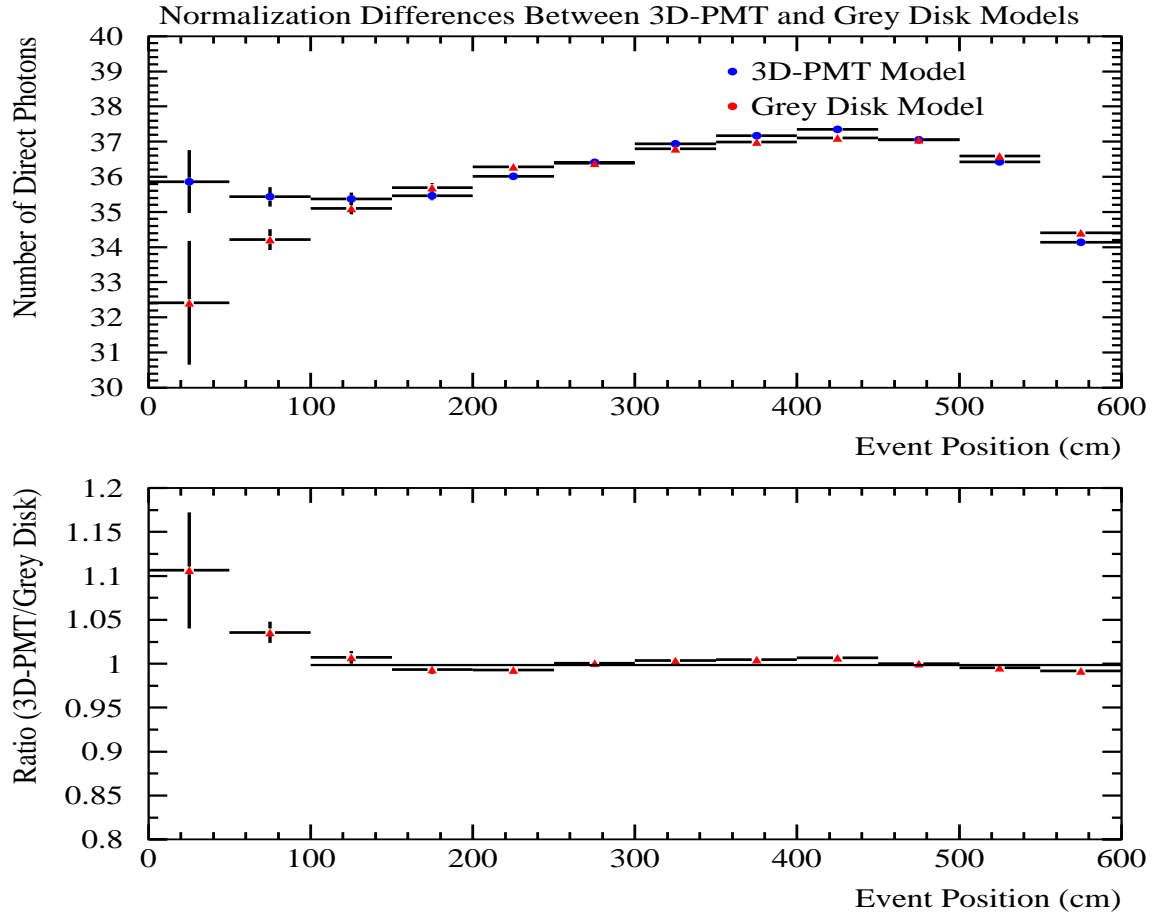 Normalization Differences Between 3D-PMT and Grey Disk Models
Number of Direct Photons
40
39
38
37
36
35
34
33
32
31
30
3D-PMT Model
Grey Disk Model
0 100 200 300 400 500 600
Event Position (cm)
Ratio (3D-PMT/Grey Disk)
1.2
1.15
1.1
1.05
1
0.95
0.9
0.85
0.8
0 100 200 300 400 500 600
Event Position (cm)